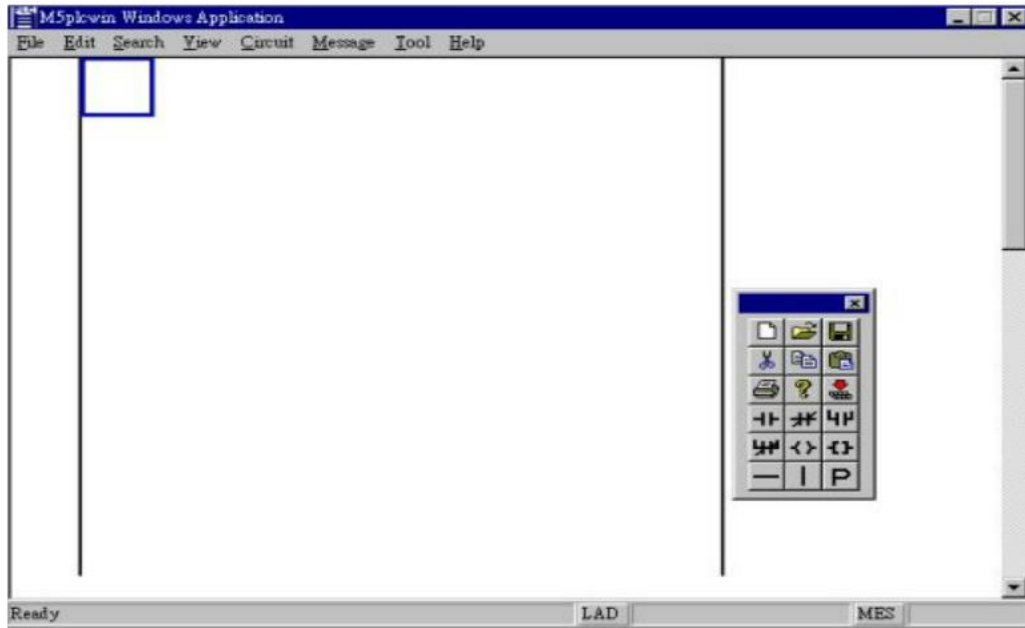 M5plcwin Windows Application
File Edit Search View Circuit Message Tool Help
P
Ready LAD MES